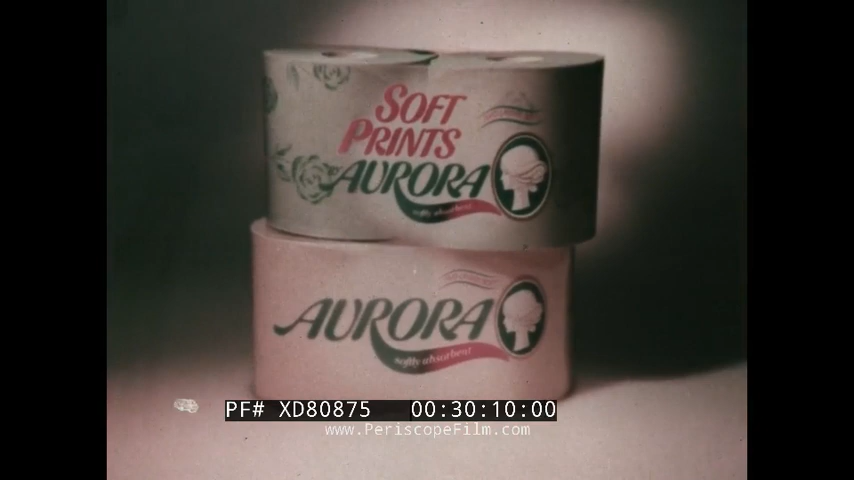 SOFT
PRINTS
AURORA
softly absorbent
AURORA
softly absorbent
PF# XD80875 00:30:10:00
www.PeriscopeFilm.com